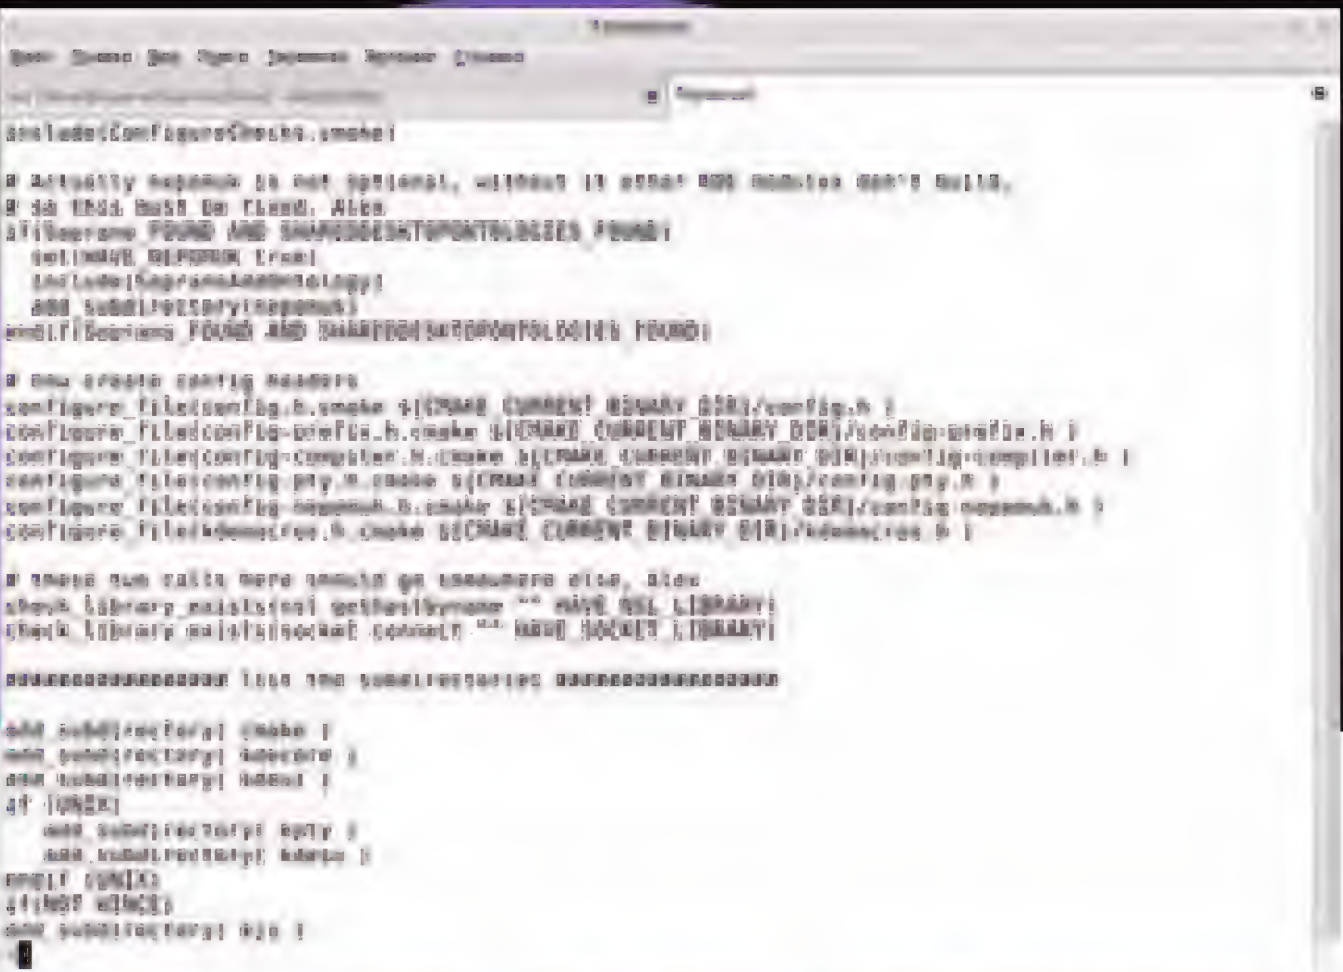 include(ConfigureChecks.cmake)
# Actually nepomuk is not optional, without it other KDE modules don't build,
# so this must be fixed. Alex
if(Soprano_FOUND AND SHAREDDESKTOPONTOLOGIES_FOUND)
set(HAVE_NEPOMUK true)
include(SopranoAddOntology)
add_subdirectory(nepomuk)
endif(Soprano_FOUND AND SHAREDDESKTOPONTOLOGIES_FOUND)
# now create config headers
configure_file(config.h.cmake ${CMAKE_CURRENT_BINARY_DIR}/config.h )
configure_file(config-prefix.h.cmake ${CMAKE_CURRENT_BINARY_DIR}/config-prefix.h )
configure_file(config-compiler.h.cmake ${CMAKE_CURRENT_BINARY_DIR}/config-compiler.h )
configure_file(config-pty.h.cmake ${CMAKE_CURRENT_BINARY_DIR}/config-pty.h )
configure_file(config-nepomuk.h.cmake ${CMAKE_CURRENT_BINARY_DIR}/config-nepomuk.h )
configure_file(kdemacros.h.cmake ${CMAKE_CURRENT_BINARY_DIR}/kdemacros.h )
# these two calls here should go somewhere else, alex
check_library_exists(nsl gethostbyname "" HAVE_NSL_LIBRARY)
check_library_exists(socket connect "" HAVE_SOCKET_LIBRARY)
################# list the subdirectories #################
add_subdirectory( cmake )
add_subdirectory( kdecore )
add_subdirectory( kdeui )
if (UNIX)
add_subdirectory( kpty )
add_subdirectory( kdesu )
endif (UNIX)
if(NOT WINCE)
add_subdirectory( kio )
: